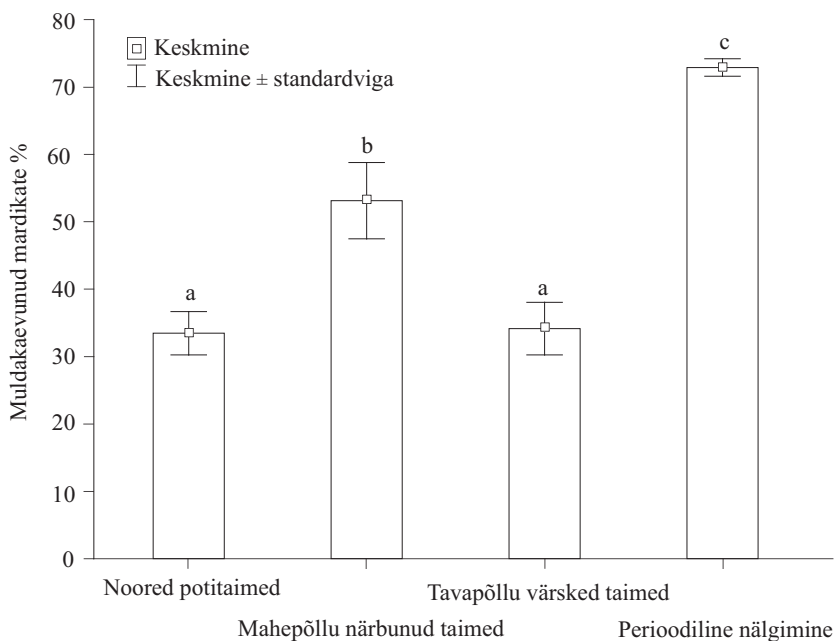 80
70
60
50
40
30
20
10
0
Muldakaevunud mardikate %
Keskmine
Keskmine ± standardviga
a
b
a
c
Noored potitaimed
Mahepõllu närbunud taimed
Tavapõllu värsked taimed
Perioodiline nälgimine